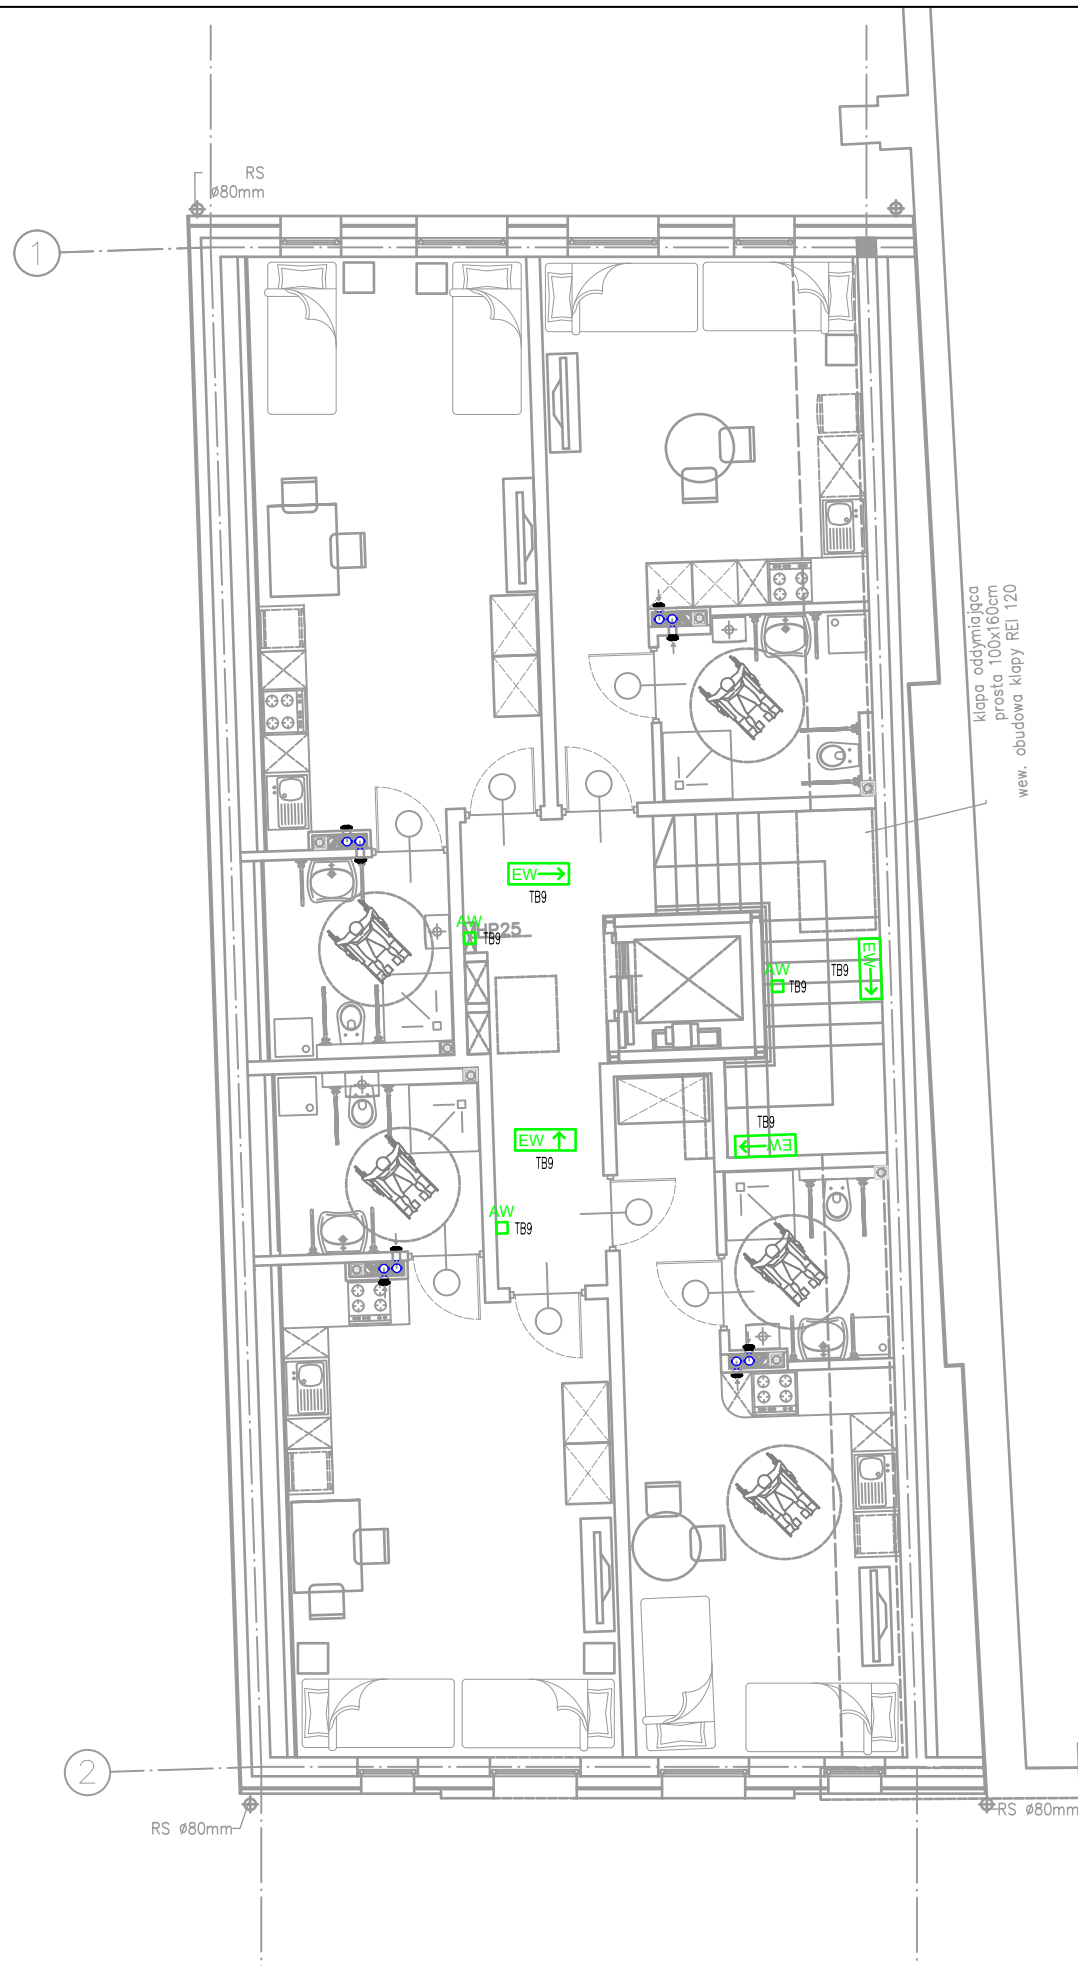 RS
ø80mm
1
klapa oddymiająca
prosta 100x160cm
wew. obudowa klapy REI 120
EW
TB9
AW
HP25
TB9
EW
TB9
AW
TB9
TB9
EW
EW
TB9
AW
TB9
2
RS ø80mm
RS ø80mm